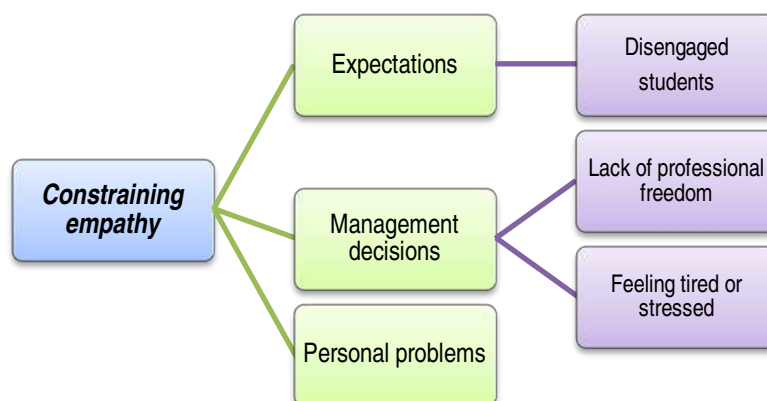 Constraining
empathy
Expectations
Management
decisions
Personal problems
Disengaged
students
Lack of professional
freedom
Feeling tired or
stressed